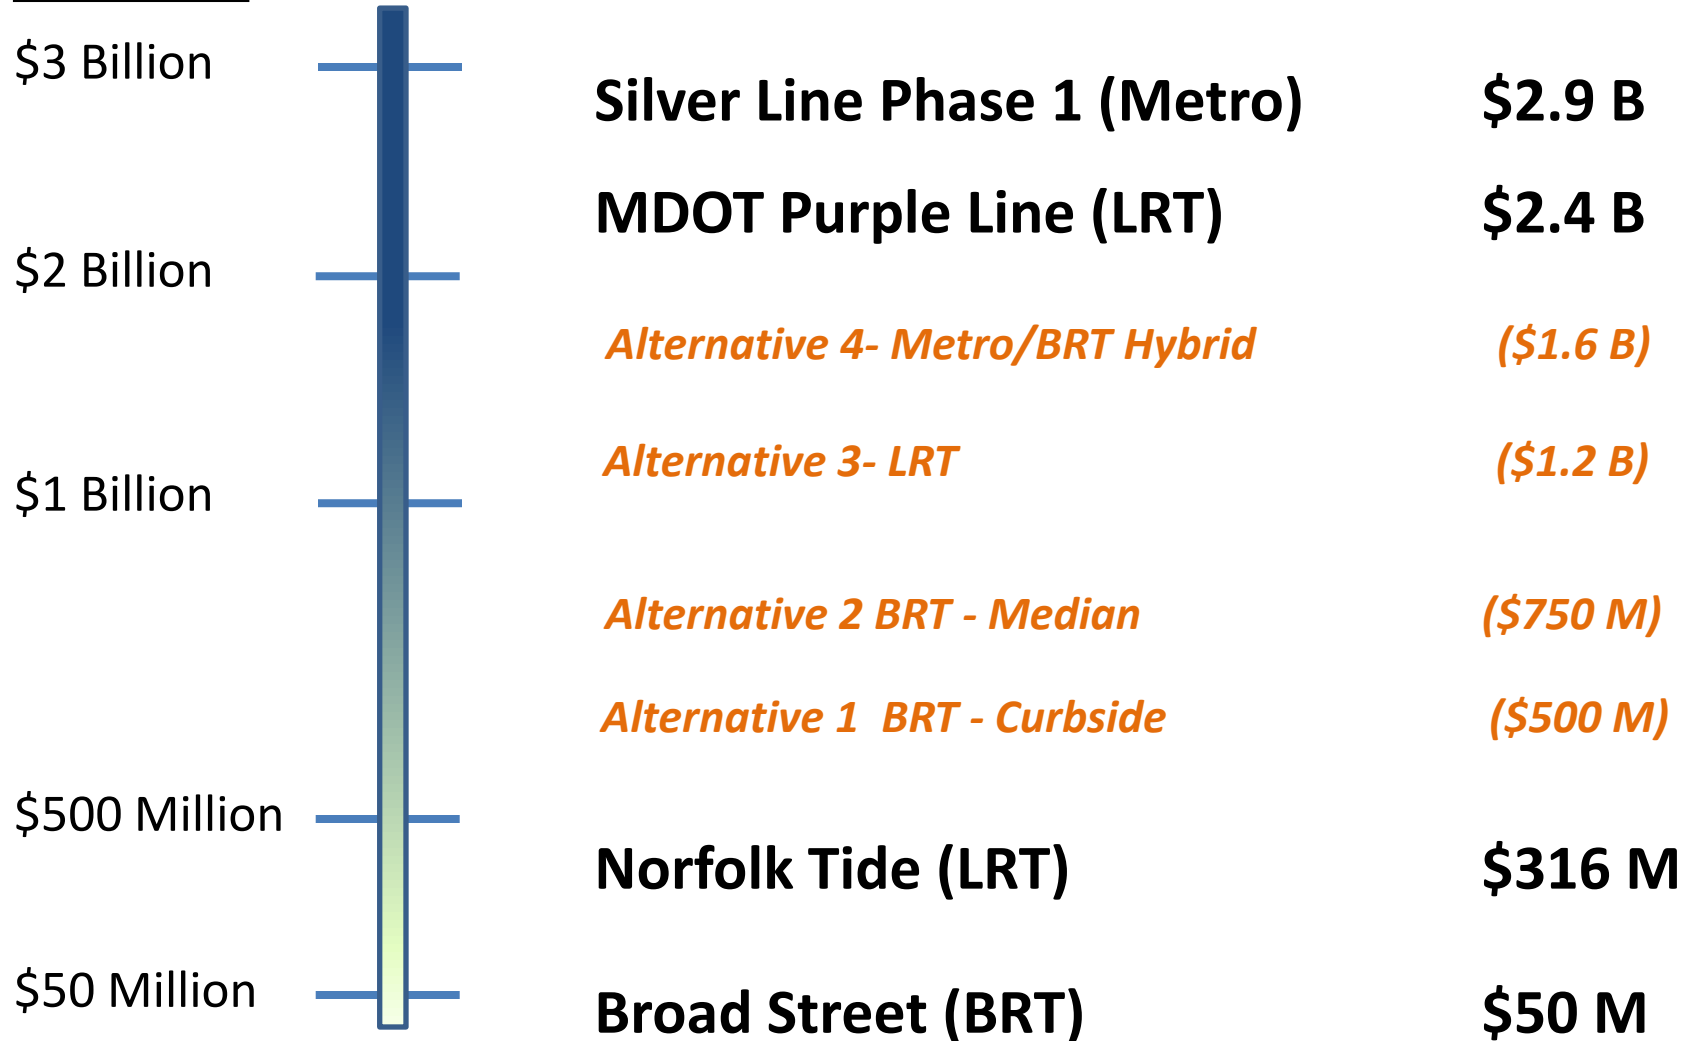 $3 Billion
Silver Line Phase 1 (Metro) $2.9 B
MDOT Purple Line (LRT) $2.4 B
$2 Billion
Alternative 4- Metro/BRT Hybrid ($1.6 B)
Alternative 3- LRT ($1.2 B)
$1 Billion
Alternative 2 BRT - Median ($750 M)
Alternative 1  BRT - Curbside ($500 M)
$500 Million
Norfolk Tide (LRT) $316 M
$50 Million
Broad Street (BRT) $50 M